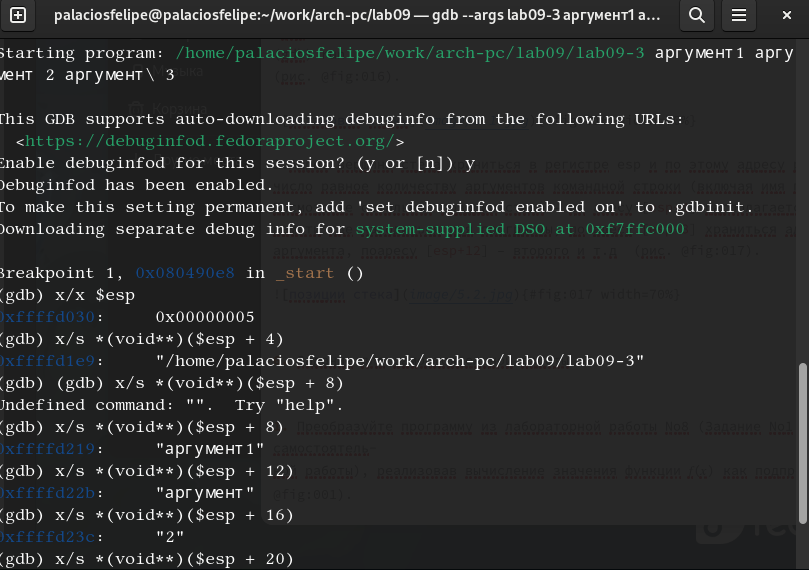 palaciosfelipe@palaciosfelipe:~/work/arch-pc/lab09 — gdb --args lab09-3 аргумент1 а…
Starting program: /home/palaciosfelipe/work/arch-pc/lab09/lab09-3 аргумент1 аргу
мент 2 аргумент\ 3
This GDB supports auto-downloading debuginfo from the following URLs:
<https://debuginfod.fedoraproject.org/>
Enable debuginfod for this session? (y or [n]) y
Debuginfod has been enabled.
To make this setting permanent, add 'set debuginfod enabled on' to .gdbinit.
Downloading separate debug info for system-supplied DSO at 0xf7ffc000
Breakpoint 1, 0x080490e8 in _start ()
(gdb) x/x $esp
0xffffd030: 0x00000005
(gdb) x/s *(void**)($esp + 4)
0xffffd1e9: "/home/palaciosfelipe/work/arch-pc/lab09/lab09-3"
(gdb) (gdb) x/s *(void**)($esp + 8)
Undefined command: "". Try "help".
(gdb) x/s *(void**)($esp + 8)
0xffffd219: "аргумент1"
(gdb) x/s *(void**)($esp + 12)
0xffffd22b: "аргумент"
(gdb) x/s *(void**)($esp + 16)
0xffffd23c: "2"
(gdb) x/s *(void**)($esp + 20)